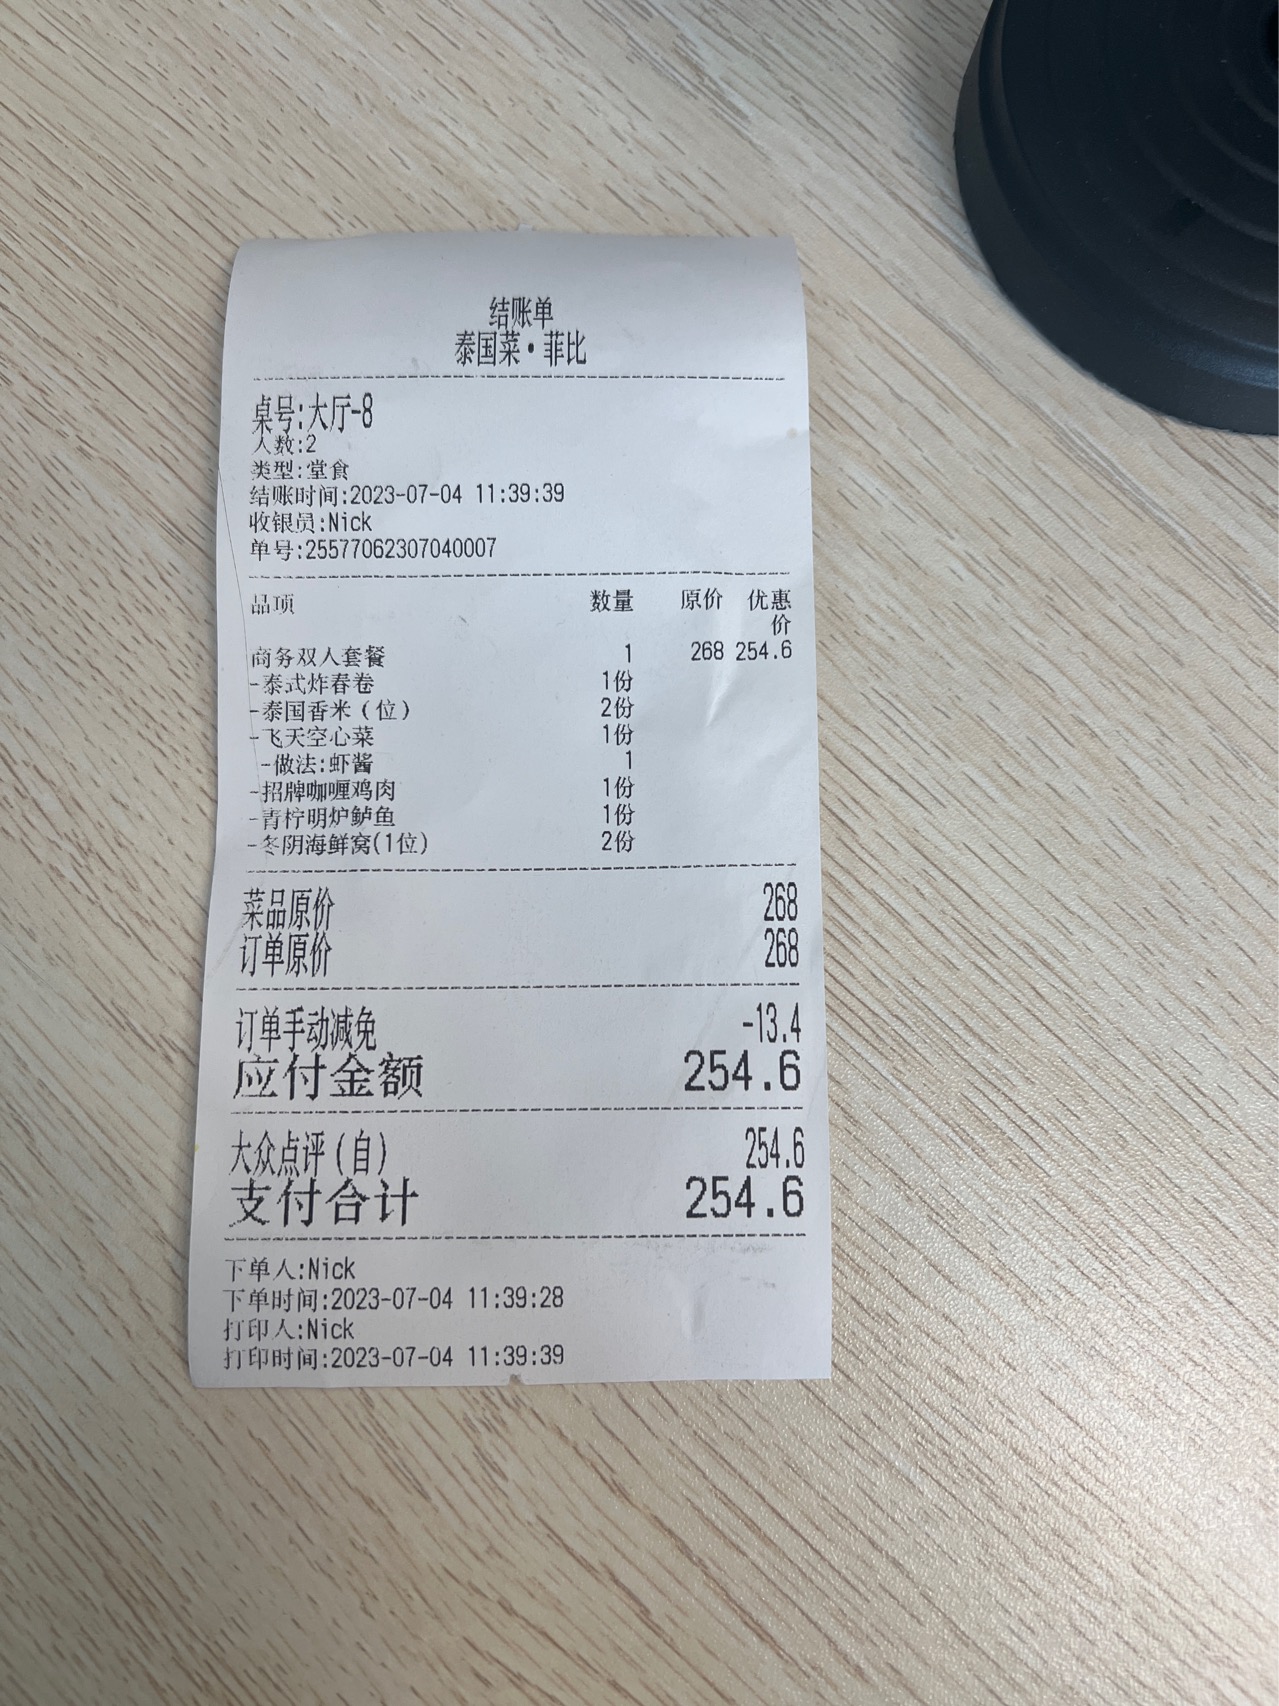 结账单
泰国菜·菲比
桌号:大厅-8
人数:2
类型:堂食
结账时间:2023-07-04 11:39:39
收银员:Nick
单号:25577062307040007
品项 数量 原价 优惠
价
商务双人套餐 1 268 254.6
-泰式炸春卷 1份
-泰国香米(位) 2份
-飞天空心菜 1份
-做法:虾酱 1
-招牌咖喱鸡肉 1份
-青柠明炉鲈鱼 1份
-冬阴海鲜窝(1位) 2份
菜品原价 268
订单原价 268
订单手动减免 -13.4
应付金额 254.6
大众点评(自) 254.6
支付合计 254.6
下单人:Nick
下单时间:2023-07-04 11:39:28
打印人:Nick
打印时间:2023-07-04 11:39:39